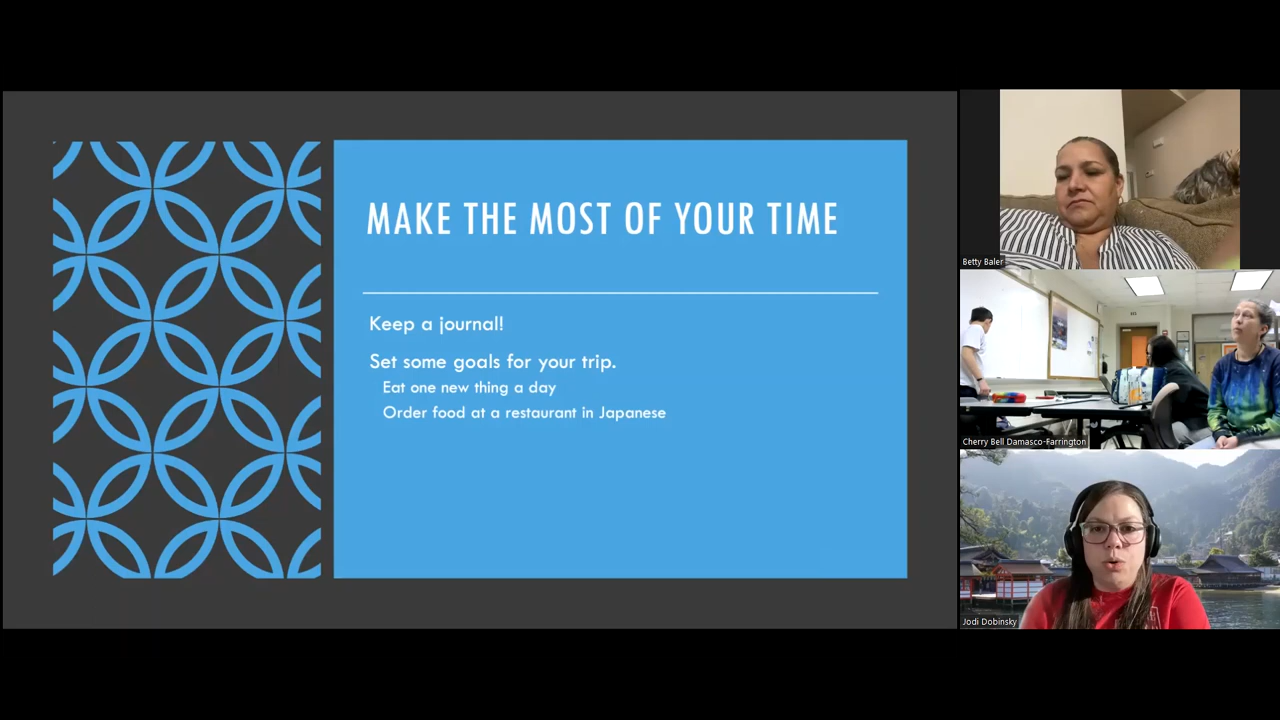 MAKE THE MOST OF YOUR TIME
Keep a journal!
Set some goals for your trip.
Eat one new thing a day
Order food at a restaurant in Japanese
Betty Baler
Cherry Bell Damasco-Farrington
Jodi Dobinsky